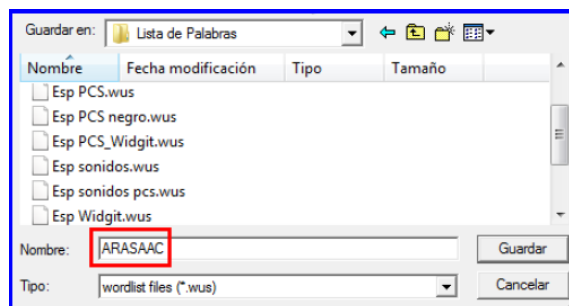 Guardar en: Lista de Palabras
Nombre Fecha modificación Tipo Tamaño
Esp PCS.wus
Esp PCS negro.wus
Esp PCS_Widgit.wus
Esp sonidos.wus
Esp sonidos pcs.wus
Esp Widgit.wus
Nombre: ARASAAC Guardar
Tipo: wordlist files (*.wus) Cancelar